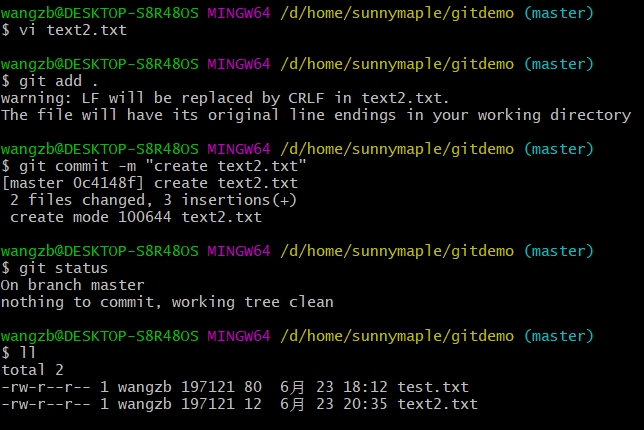 wangzb@DESKTOP-S8R48OS MINGW64 /d/home/sunnymaple/gitdemo (master)
$ vi text2.txt
wangzb@DESKTOP-S8R48OS MINGW64 /d/home/sunnymaple/gitdemo (master)
$ git add .
warning: LF will be replaced by CRLF in text2.txt.
The file will have its original line endings in your working directory
wangzb@DESKTOP-S8R48OS MINGW64 /d/home/sunnymaple/gitdemo (master)
$ git commit -m "create text2.txt"
[master 0c4148f] create text2.txt
 2 files changed, 3 insertions(+)
 create mode 100644 text2.txt
wangzb@DESKTOP-S8R48OS MINGW64 /d/home/sunnymaple/gitdemo (master)
$ git status
On branch master
nothing to commit, working tree clean
wangzb@DESKTOP-S8R48OS MINGW64 /d/home/sunnymaple/gitdemo (master)
$ ll
total 2
-rw-r--r-- 1 wangzb 197121 80  6月 23 18:12 test.txt
-rw-r--r-- 1 wangzb 197121 12  6月 23 20:35 text2.txt